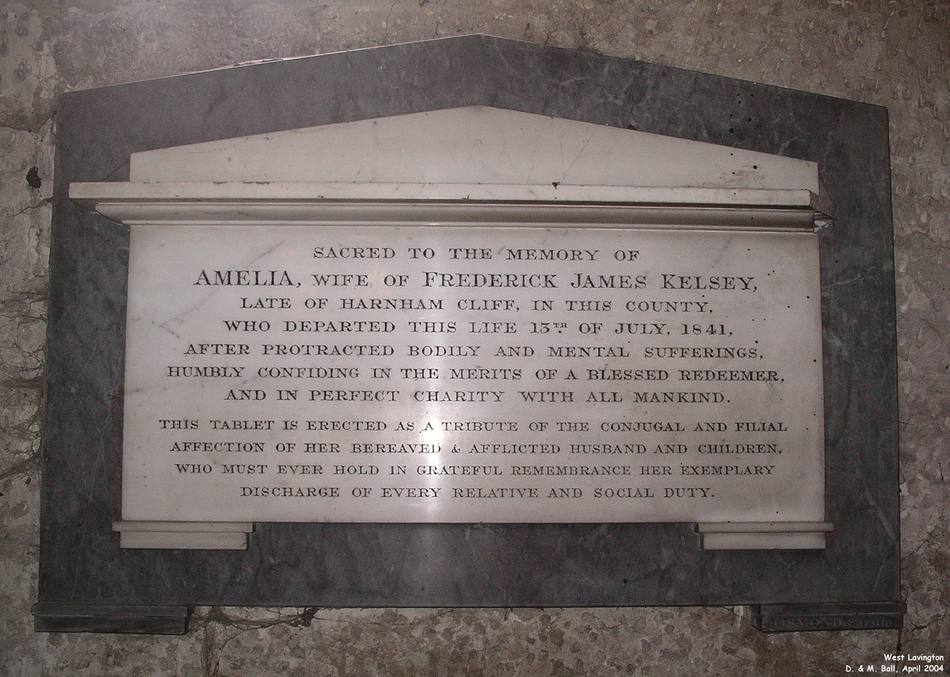 SACRED TO THE MEMORY OF
AMELIA, WIFE OF FREDERICK JAMES KELSEY,
LATE OF HARNHAM CLIFF, IN THIS COUNTY,
WHO DEPARTED THIS LIFE 13TH OF JULY, 1841,
AFTER PROTRACTED BODILY AND MENTAL SUFFERINGS,
HUMBLY CONFIDING IN THE MERITS OF A BLESSED REDEEMER,
AND IN PERFECT CHARITY WITH ALL MANKIND.
THIS TABLET IS ERECTED AS A TRIBUTE OF THE CONJUGAL AND FILIAL
AFFECTION OF HER BEREAVED & AFFLICTED HUSBAND AND CHILDREN,
WHO MUST EVER HOLD IN GRATEFUL REMEMBRANCE HER EXEMPLARY
DISCHARGE OF EVERY RELATIVE AND SOCIAL DUTY.
OSMOND
West Lavington
D. & M. Ball, April 2004